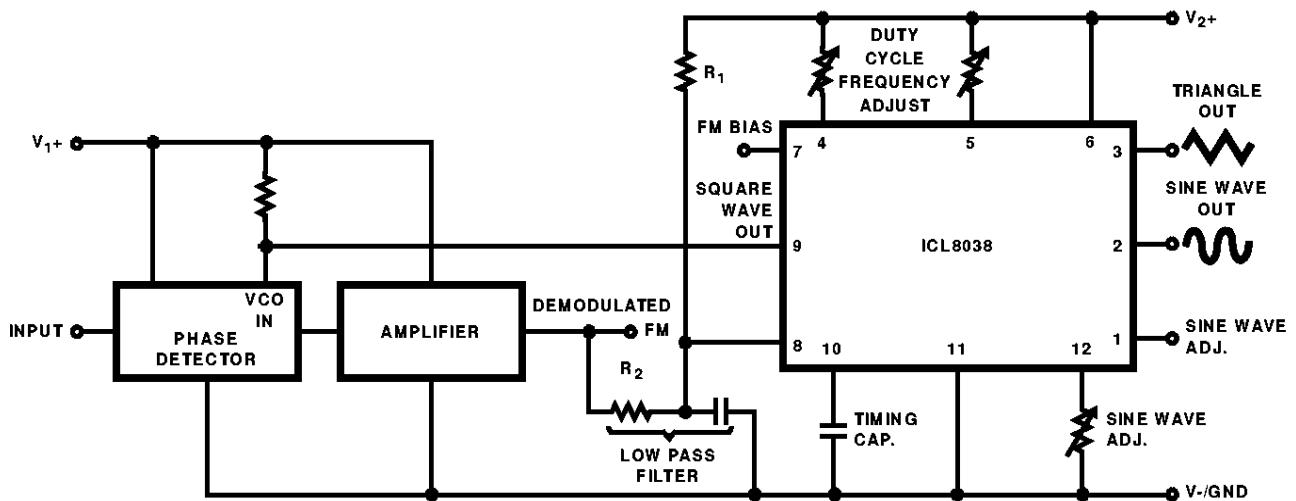 V2+
DUTY
CYCLE
FREQUENCY
ADJUST
R1
TRIANGLE
OUT
V1+
FM BIAS
7
4
5
6
3
SQUARE
WAVE
OUT
SINE WAVE
OUT
9
ICL8038
2
VCO
IN
INPUT
PHASE
DETECTOR
AMPLIFIER
DEMODULATED
FM
8
10
11
12
1
SINE WAVE
ADJ.
R2
LOW PASS
FILTER
TIMING
CAP.
SINE WAVE
ADJ.
V-/GND